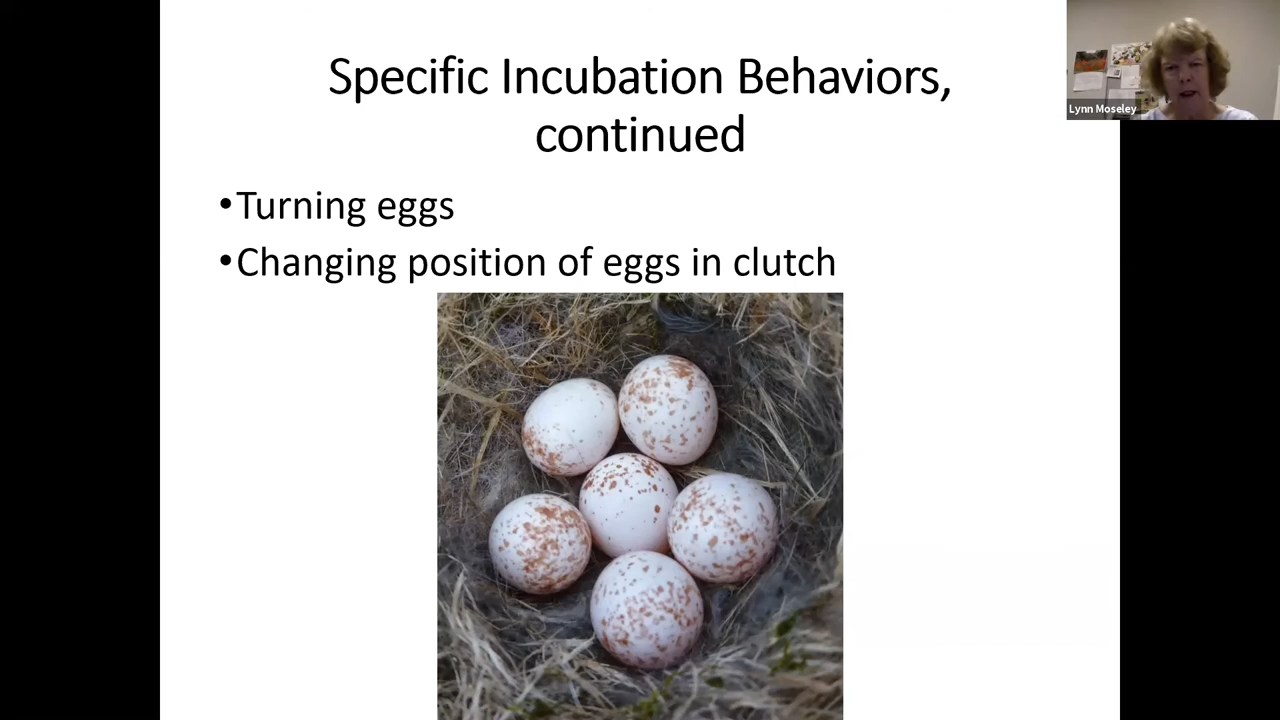 Specific Incubation Behaviors,
continued
Lynn Moseley
•Turning eggs
•Changing position of eggs in clutch